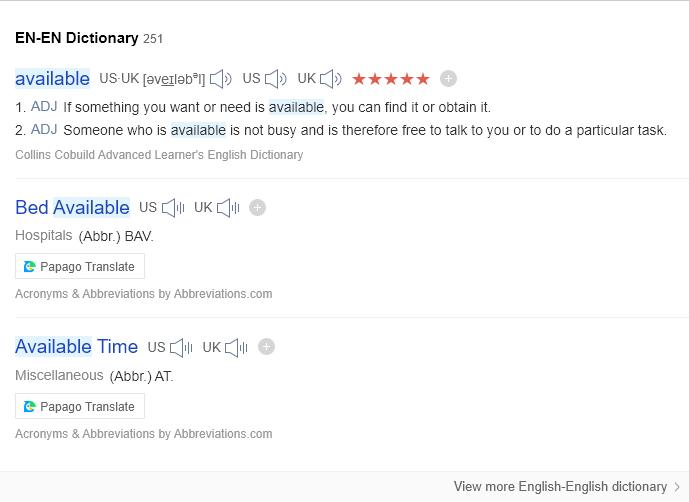 EN-EN Dictionary 251
available US·UK [əveɪləbᵊl] US UK ★★★★★
1. ADJ If something you want or need is available, you can find it or obtain it.
2. ADJ Someone who is available is not busy and is therefore free to talk to you or to do a particular task.
Collins Cobuild Advanced Learner's English Dictionary
Bed Available US UK
Hospitals (Abbr.) BAV.
Papago Translate
Acronyms & Abbreviations by Abbreviations.com
Available Time US UK
Miscellaneous (Abbr.) AT.
Papago Translate
Acronyms & Abbreviations by Abbreviations.com
View more English-English dictionary